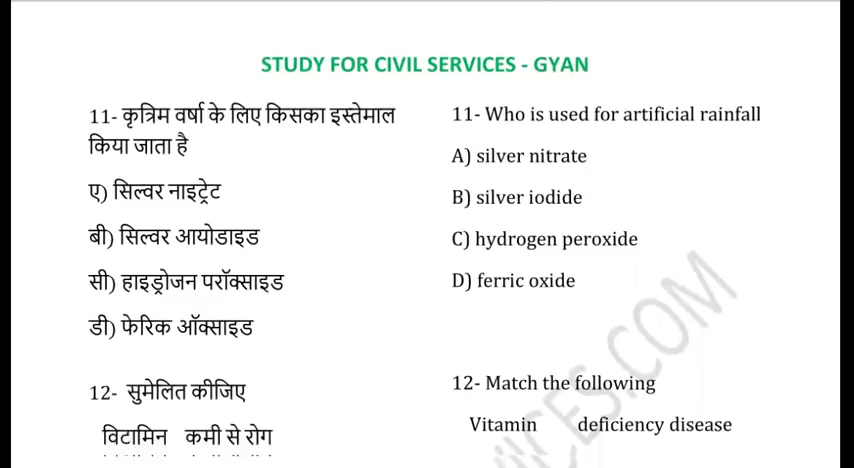 STUDY FOR CIVIL SERVICES - GYAN
11- कृत्रिम वर्षा के लिए किसका इस्तेमाल
किया जाता है
ए) सिल्वर नाइट्रेट
बी) सिल्वर आयोडाइड
सी) हाइड्रोजन परॉक्साइड
डी) फेरिक ऑक्साइड
12- सुमेलित कीजिए
विटामिन कमी से रोग
11- Who is used for artificial rainfall
A) silver nitrate
B) silver iodide
C) hydrogen peroxide
D) ferric oxide
12- Match the following
Vitamin deficiency disease
ICES.COM